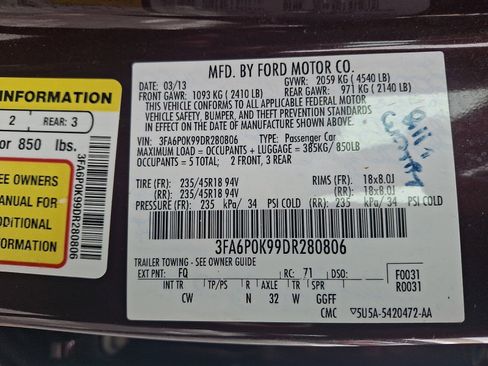 INFORMATION
2 REAR: 3
or 850 lbs.
SEE OWNERS
MANUAL FOR
ADDITIONAL
INFORMATION
3FA6P0K99DR280806
MFD. BY FORD MOTOR CO.
DATE: 03/13 GVWR: 2059 KG ( 4540 LB)
FRONT GAWR: 1093 KG ( 2410 LB) REAR GAWR: 971 KG ( 2140 LB)
THIS VEHICLE CONFORMS TO ALL APPLICABLE FEDERAL MOTOR
VEHICLE SAFETY, BUMPER, AND THEFT PREVENTION STANDARDS
IN EFFECT ON THE DATE OF MANUFACTURE SHOWN ABOVE.
VIN: 3FA6P0K99DR280806 TYPE: Passenger Car
MAXIMUM LOAD = OCCUPANTS + LUGGAGE = 385KG / 850LB
OCCUPANTS = 5 TOTAL: 2 FRONT, 3 REAR
TIRE (FR): 235/45R18 94V RIMS (FR): 18x8.0J
TIRE (RR): 235/45R18 94V RIMS (RR): 18x8.0J
PRESSURE (FR) 235 kPa/ 34 PSI COLD PRESSURE (RR) 235 kPa/ 34 PSI COLD
3FA6P0K99DR280806
TRAILER TOWING - SEE OWNER GUIDE
EXT PNT: FQ RC: 71 DSO: F0031
R0031
INT TR TP/PS R AXLE TR SPR
CW N 32 W GGFF
CMC ▽5U5A-5420472-AA